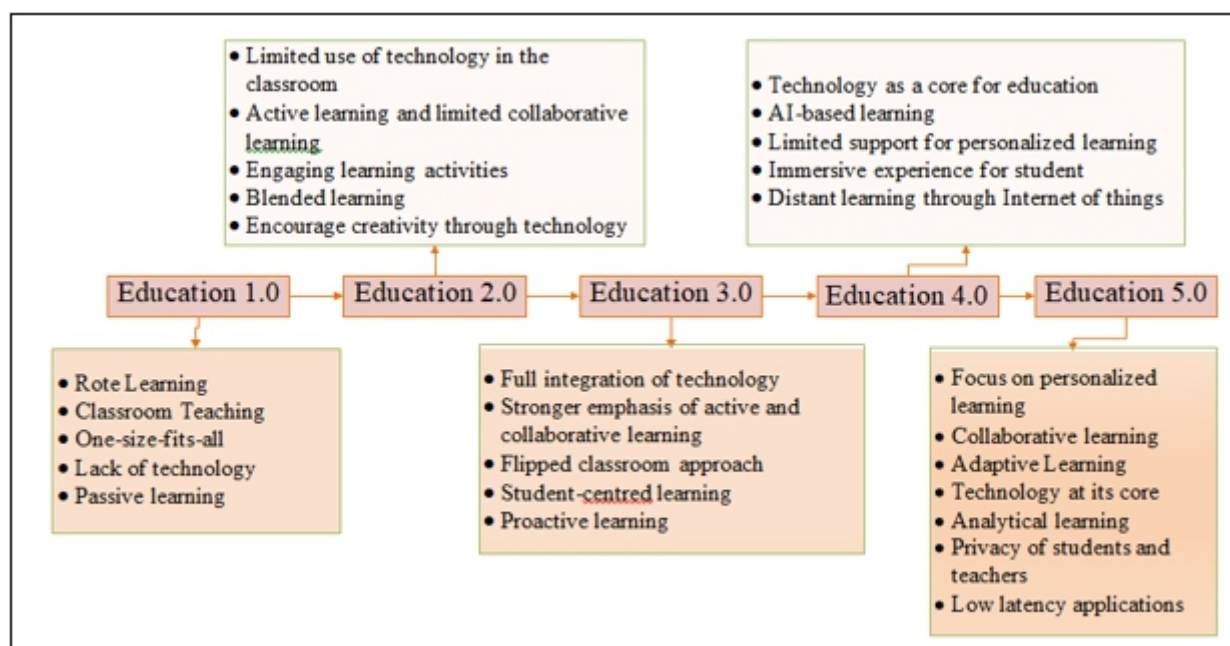 • Limited use of technology in the
classroom
• Active learning and limited collaborative
learning
• Engaging learning activities
• Blended learning
• Encourage creativity through technology
• Technology as a core for education
• AI-based learning
• Limited support for personalized learning
• Immersive experience for student
• Distant learning through Internet of things
Education 1.0
Education 2.0
Education 3.0
Education 4.0
Education 5.0
• Rote Learning
• Classroom Teaching
• One-size-fits-all
• Lack of technology
• Passive learning
• Full integration of technology
• Stronger emphasis of active and
collaborative learning
• Flipped classroom approach
• Student-centred learning
• Proactive learning
• Focus on personalized
learning
• Collaborative learning
• Adaptive Learning
• Technology at its core
• Analytical learning
• Privacy of students and
teachers
• Low latency applications